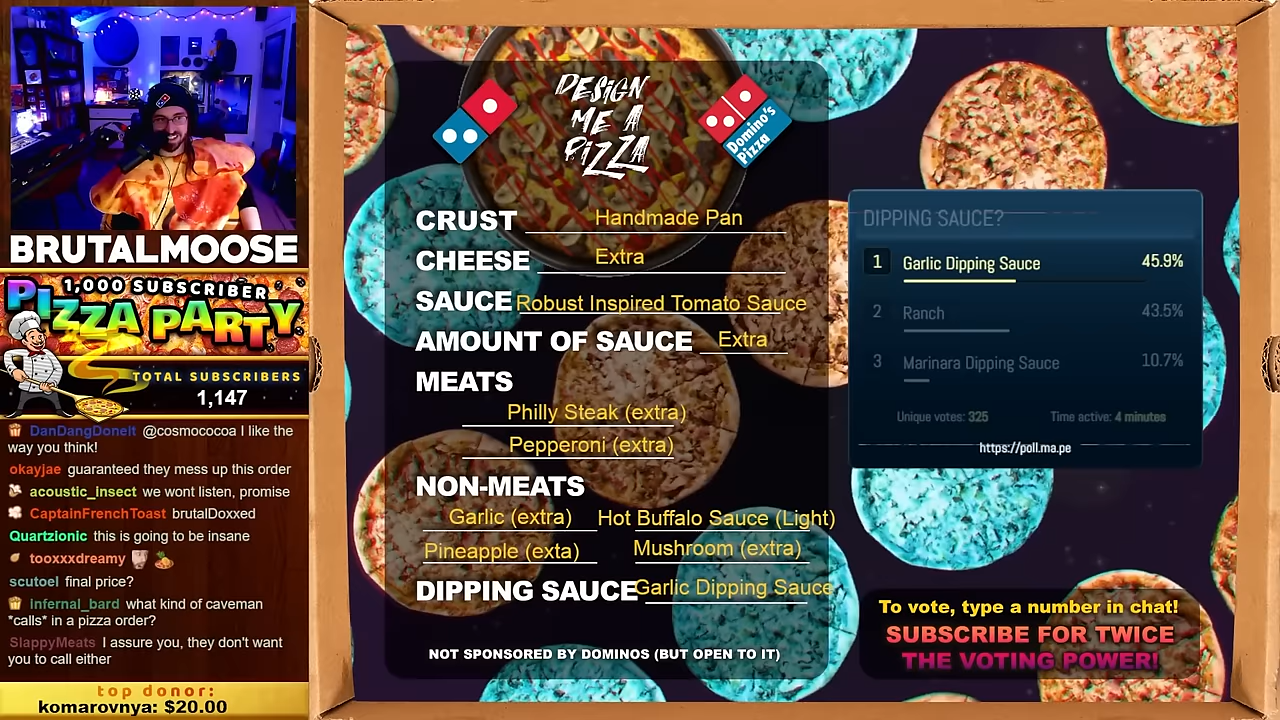 BRUTALMOOSE
1,000 SUBSCRIBER
PIZZA PARTY
TOTAL SUBSCRIBERS
1,147
DanDangDoneIt @cosmococoa I like the
way you think!
okayjae guaranteed they mess up this order
acoustic_insect we wont listen, promise
CaptainFrenchToast brutalDoxxed
Quartzionic this is going to be insane
tooxxxdreamy
scutoel final price?
Infernal_bard what kind of caveman
*calls* in a pizza order?
SlappyMeats I assure you, they don't want
you to call either
top donor:
komarovnya: $20.00
DESIGN
ME A
PIZZA
Domino's
Pizza
CRUST Handmade Pan
CHEESE Extra
SAUCE Robust Inspired Tomato Sauce
AMOUNT OF SAUCE Extra
MEATS
Philly Steak (extra)
Pepperoni (extra)
NON-MEATS
Garlic (extra) Hot Buffalo Sauce (Light)
Pineapple (exta) Mushroom (extra)
DIPPING SAUCE Garlic Dipping Sauce
NOT SPONSORED BY DOMINOS (BUT OPEN TO IT)
DIPPING SAUCE?
1 Garlic Dipping Sauce 45.9%
2 Ranch 43.5%
3 Marinara Dipping Sauce 10.7%
Unique votes: 325 Time active: 4 minutes
https://poll.ma.pe
To vote, type a number in chat!
SUBSCRIBE FOR TWICE
THE VOTING POWER!